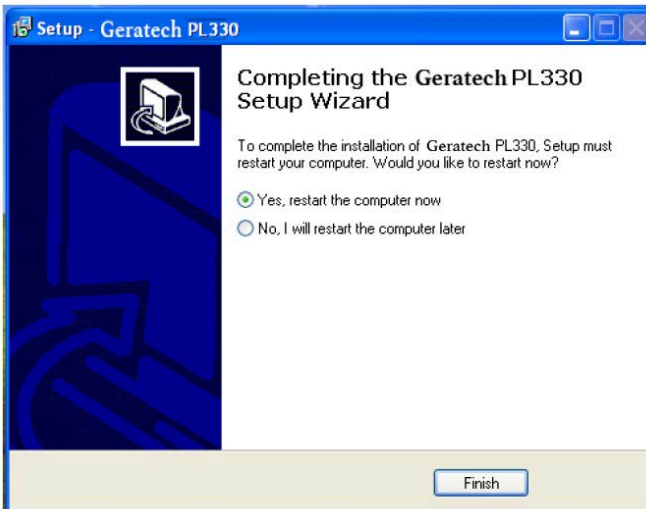 Setup - Geratech PL330
Completing the Geratech PL330
Setup Wizard
To complete the installation of Geratech PL330, Setup must
restart your computer. Would you like to restart now?
Yes, restart the computer now
No, I will restart the computer later
Finish